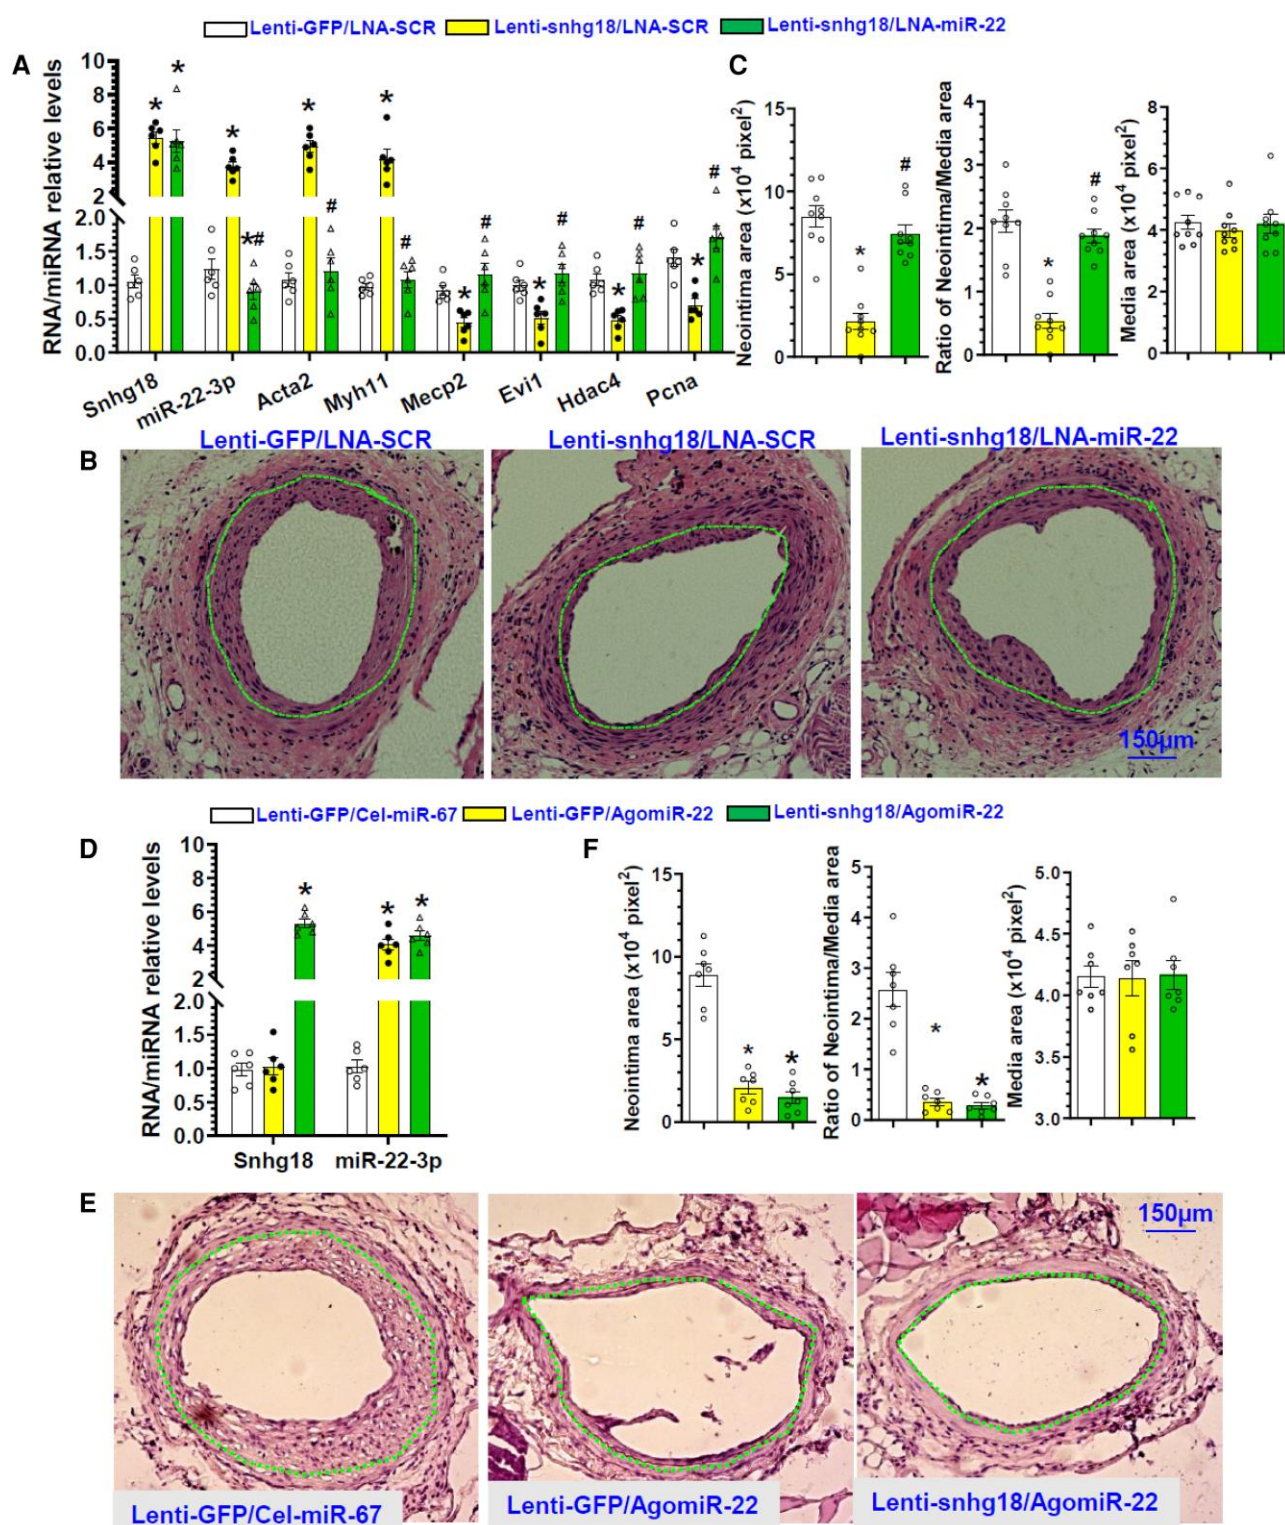 Lenti-GFP/LNA-SCR Lenti-snhg18/LNA-SCR Lenti-snhg18/LNA-miR-22
A
RNA/miRNA relative levels
10
8
6
4
2
2.0
1.5
1.0
0.5
0.0
* * * * * *# # # * # * # * # * #
Snhg18 miR-22-3p Acta2 Myh11 Mecp2 Evi1 Hdac4 Pcna
C
Neointima area (x10⁴ pixel²)
15
10
5
0
* #
Ratio of Neointima/Media area
4
3
2
1
0
* #
Media area (x10⁴ pixel²)
8
6
4
2
0
B
Lenti-GFP/LNA-SCR Lenti-snhg18/LNA-SCR Lenti-snhg18/LNA-miR-22
150μm
Lenti-GFP/Cel-miR-67 Lenti-GFP/AgomiR-22 Lenti-snhg18/AgomiR-22
D
RNA/miRNA relative levels
10
8
6
4
2
2.0
1.5
1.0
0.5
0.0
* * *
Snhg18 miR-22-3p
F
Neointima area (x10⁴ pixel²)
15
10
5
0
* *
Ratio of Neointima/Media area
5
4
3
2
1
0
* *
Media area (x10⁴ pixel²)
5.0
4.5
4.0
3.5
3.0
E
150μm
Lenti-GFP/Cel-miR-67 Lenti-GFP/AgomiR-22 Lenti-snhg18/AgomiR-22